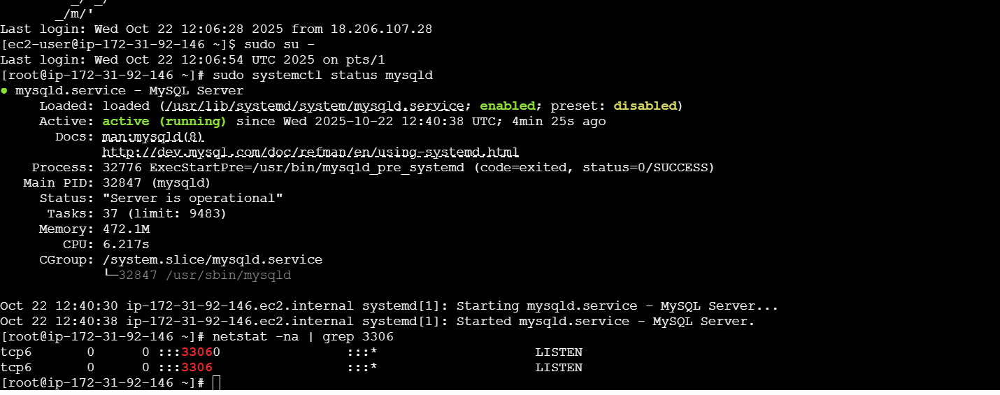 _/m/'
Last login: Wed Oct 22 12:06:28 2025 from 18.206.107.28
[ec2-user@ip-172-31-92-146 ~]$ sudo su -
Last login: Wed Oct 22 12:06:54 UTC 2025 on pts/1
[root@ip-172-31-92-146 ~]# sudo systemctl status mysqld
● mysqld.service - MySQL Server
Loaded: loaded (/usr/lib/systemd/system/mysqld.service; enabled; preset: disabled)
Active: active (running) since Wed 2025-10-22 12:40:38 UTC; 4min 25s ago
Docs: man:mysqld(8)
http://dev.mysql.com/doc/refman/en/using-systemd.html
Process: 32776 ExecStartPre=/usr/bin/mysqld_pre_systemd (code=exited, status=0/SUCCESS)
Main PID: 32847 (mysqld)
Status: "Server is operational"
Tasks: 37 (limit: 9483)
Memory: 472.1M
CPU: 6.217s
CGroup: /system.slice/mysqld.service
└─32847 /usr/sbin/mysqld
Oct 22 12:40:30 ip-172-31-92-146.ec2.internal systemd[1]: Starting mysqld.service - MySQL Server...
Oct 22 12:40:38 ip-172-31-92-146.ec2.internal systemd[1]: Started mysqld.service - MySQL Server.
[root@ip-172-31-92-146 ~]# netstat -na | grep 3306
tcp6 0 0 :::33060 :::* LISTEN
tcp6 0 0 :::3306 :::* LISTEN
[root@ip-172-31-92-146 ~]#